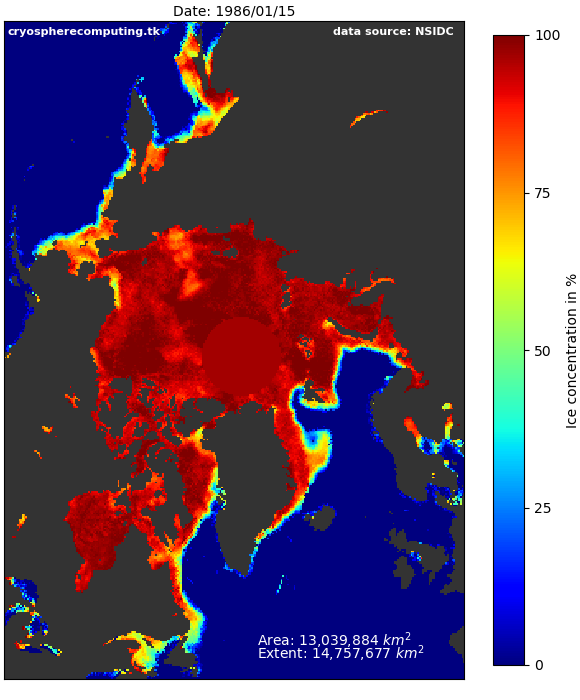 Date: 1986/01/15
cryospherecomputing.tk
data source: NSIDC
100
75
50
25
0
Ice concentration in %
Area: 13,039,884 km²
Extent: 14,757,677 km²